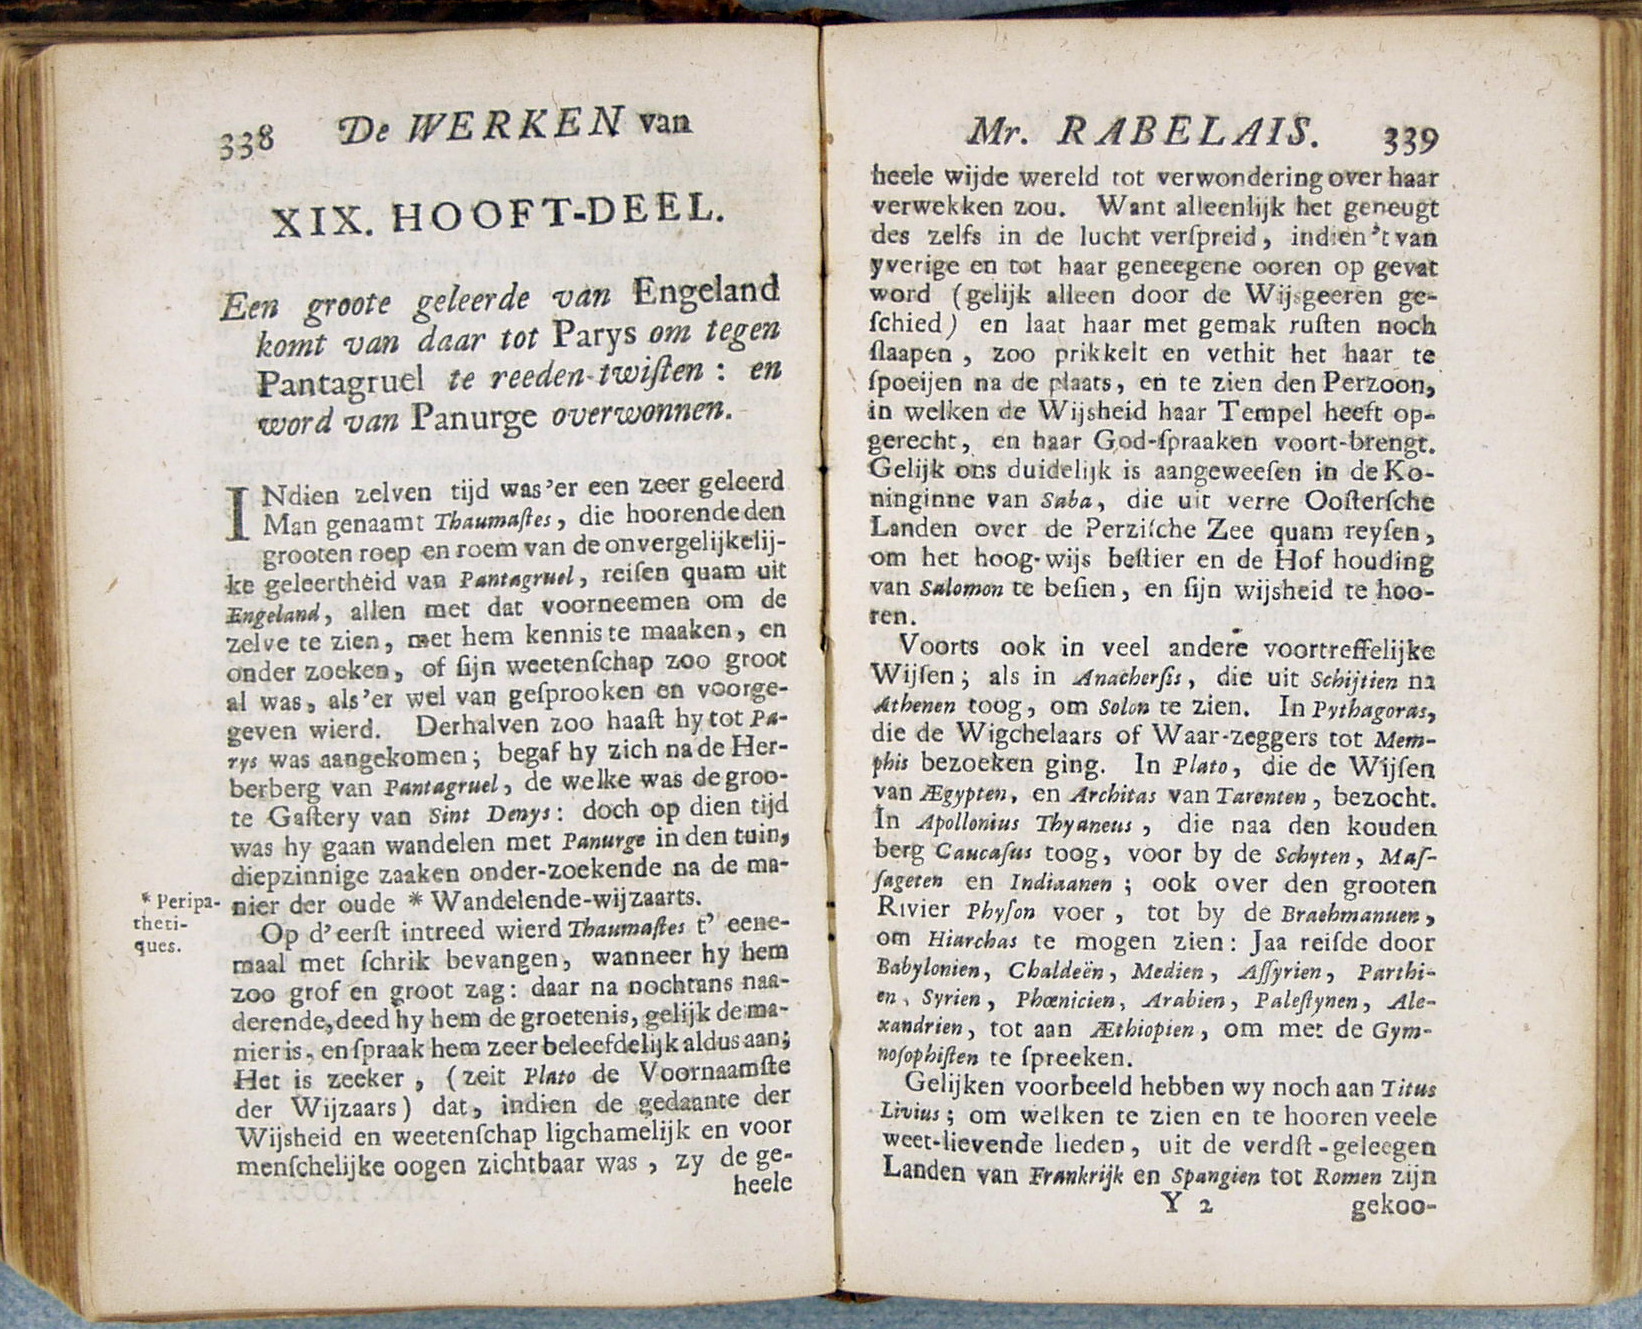 338 De WERKEN van
XIX. HOOFT-DEEL.
Een groote geleerde van Engeland
komt van daar tot Parys om tegen
Pantagruel te reeden-twiſten : en
word van Panurge overwonnen.
INdien zelven tijd was'er een zeer geleerd
Man genaamt Thaumaſtes, die hoorende den
grooten roep en roem van de onvergelijkelij-
ke geleertheid van Pantagruel, reiſen quam uit
Engeland, allen met dat voorneemen om de
zelve te zien, met hem kennis te maaken, en
onder zoeken, of ſijn weetenſchap zoo groot
al was, als'er wel van geſprooken en voorge-
geven wierd. Derhalven zoo haaſt hy tot Pa-
rys was aangekomen; begaf hy zich na de Her-
berberg van Pantagruel, de welke was de groo-
te Gaſtery van Sint Denys: doch op dien tijd
was hy gaan wandelen met Panurge in den tuin,
diepzinnige zaaken onder-zoekende na de ma-
nier der oude * Wandelende-wijzaarts.
* Peripa-
theti-
ques.
Op d'eerſt intreed wierd Thaumaſtes t' eene-
maal met ſchrik bevangen, wanneer hy hem
zoo grof en groot zag: daar na nochtans naa-
derende, deed hy hem de groetenis, gelijk de ma-
nier is, en ſpraak hem zeer beleefdelijk aldus aan;
Het is zeeker, (zeit Plato de Voornaamſte
der Wijzaars) dat, indien de gedaante der
Wijsheid en weetenſchap ligchamelijk en voor
menſchelijke oogen zichtbaar was, zy de ge-
heele
Mr. RABELAIS. 339
heele wijde wereld tot verwondering over haar
verwekken zou. Want alleenlijk het geneugt
des zelfs in de lucht verſpreid, indien't van
yverige en tot haar geneegene ooren op gevat
word (gelijk alleen door de Wijsgeeren ge-
ſchied) en laat haar met gemak ruſten noch
ſlaapen, zoo prikkelt en vethit het haar te
ſpoeijen na de plaats, en te zien den Perzoon,
in welken de Wijsheid haar Tempel heeft op-
gerecht, en haar God-ſpraaken voort-brengt.
Gelijk ons duidelijk is aangeweeſen in de Ko-
ninginne van Saba, die uit verre Ooſterſche
Landen over de Perziſche Zee quam reyſen,
om het hoog-wijs beſtier en de Hof houding
van Salomon te beſien, en ſijn wijsheid te hoo-
ren.
Voorts ook in veel andere voortreffelijke
Wijſen; als in Anacherſis, die uit Schijtien na
Athenen toog, om Solon te zien. In Pythagoras,
die de Wigchelaars of Waar-zeggers tot Mem-
phis bezoeken ging. In Plato, die de Wijſen
van Ægypten, en Architas van Tarenten, bezocht.
In Apollonius Thyaneus, die naa den kouden
berg Caucaſus toog, voor by de Schyten, Maſ-
ſageten en Indiaanen; ook over den grooten
Rivier Phyſon voer, tot by de Braehmanuen,
om Hiarchas te mogen zien: Jaa reiſde door
Babylonien, Chaldeën, Medien, Aſſyrien, Parthi-
en, Syrien, Phœnicien, Arabien, Paleſtynen, Ale-
xandrien, tot aan Æthiopien, om met de Gym-
noſophiſten te ſpreeken.
Gelijken voorbeeld hebben wy noch aan Titus
Livius; om welken te zien en te hooren veele
weet-lievende lieden, uit de verdſt-geleegen
Landen van Frankrijk en Spangien tot Romen zijn
Y 2 gekoo-